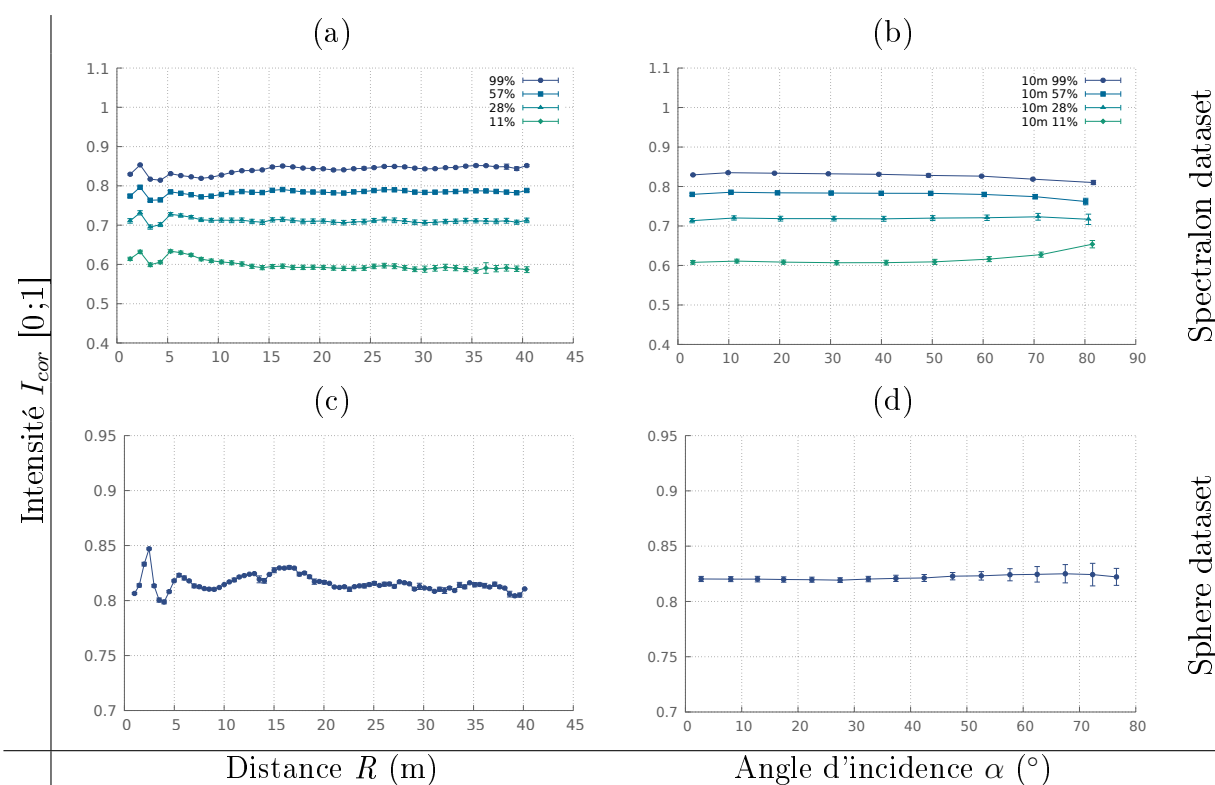 (a)
1.1
1
0.9
0.8
0.7
0.6
0.5
0.4
0 5 10 15 20 25 30 35 40 45
99%
57%
28%
11%
(b)
1.1
1
0.9
0.8
0.7
0.6
0.5
0.4
0 10 20 30 40 50 60 70 80 90
10m 99%
10m 57%
10m 28%
10m 11%
Spectralon dataset
(c)
0.95
0.9
0.85
0.8
0.75
0.7
0 5 10 15 20 25 30 35 40 45
(d)
0.95
0.9
0.85
0.8
0.75
0.7
0 10 20 30 40 50 60 70 80
Sphere dataset
Intensité I_cor [0;1]
Distance R (m)
Angle d'incidence α (°)